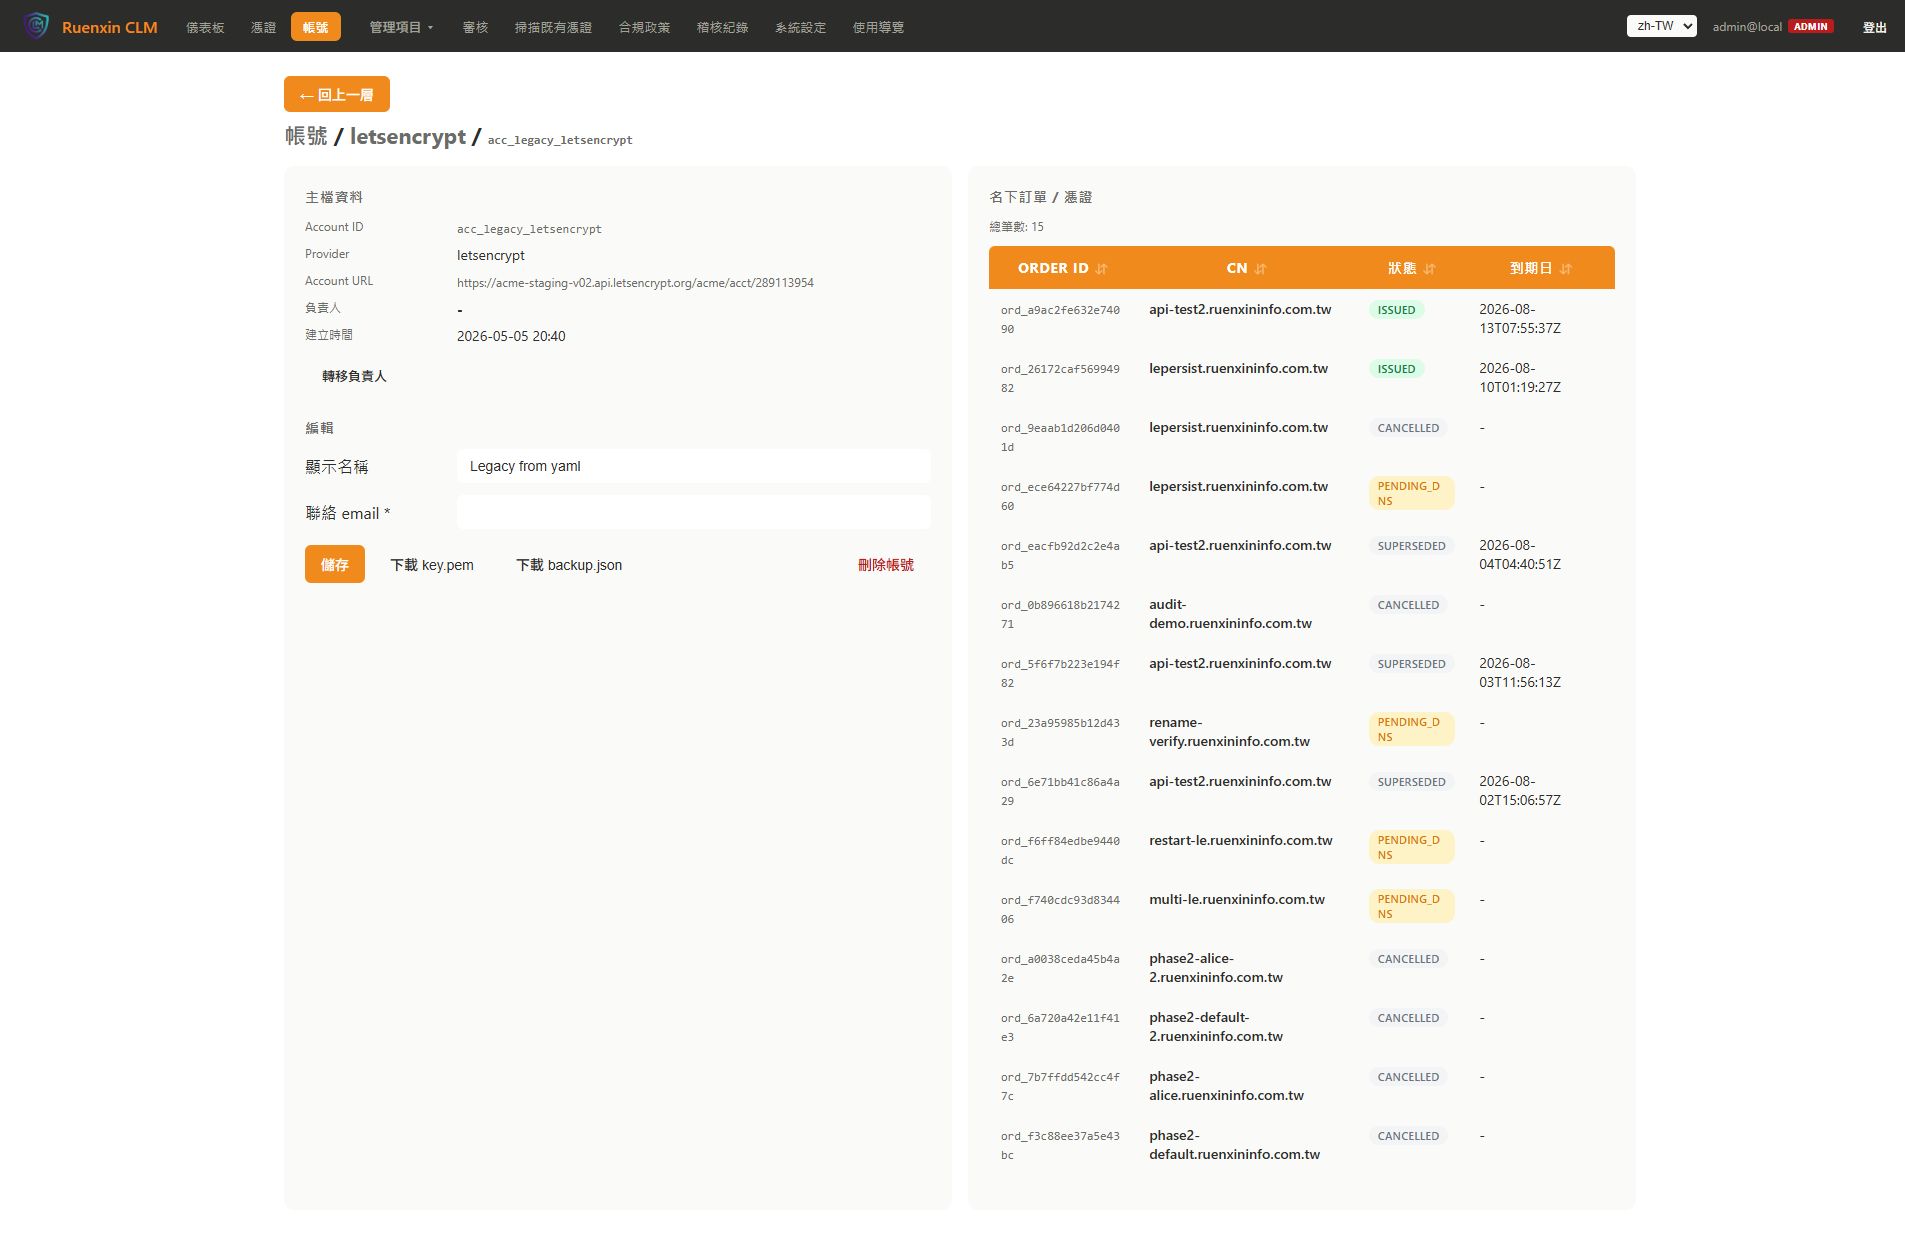 Ruenxin CLM 儀表板 憑證 帳號 管理項目 審核 掃描既有憑證 合規政策 稽核紀錄 系統設定 使用導覽 zh-TW admin@local ADMIN 登出
← 回上一層
帳號 / letsencrypt / acc_legacy_letsencrypt
主檔資料
Account ID acc_legacy_letsencrypt
Provider letsencrypt
Account URL https://acme-staging-v02.api.letsencrypt.org/acme/acct/289113954
負責人 -
建立時間 2026-05-05 20:40
轉移負責人
編輯
顯示名稱 Legacy from yaml
聯絡 email *
儲存 下載 key.pem 下載 backup.json 刪除帳號
名下訂單 / 憑證
總筆數: 15
ORDER ID CN 狀態 到期日
ord_a9ac2fe632e740 api-test2.ruenxininfo.com.tw ISSUED 2026-08-
90 13T07:55:37Z
ord_26172caf569949 lepersist.ruenxininfo.com.tw ISSUED 2026-08-
82 10T01:19:27Z
ord_9eaab1d206d040 lepersist.ruenxininfo.com.tw CANCELLED -
1d
ord_ece64227bf774d lepersist.ruenxininfo.com.tw PENDING_D -
60 NS
ord_eacfb92d2c2e4a api-test2.ruenxininfo.com.tw SUPERSEDED 2026-08-
b5 04T04:40:51Z
ord_0b896618b21742 audit- CANCELLED -
71 demo.ruenxininfo.com.tw
ord_5f6f7b223e194f api-test2.ruenxininfo.com.tw SUPERSEDED 2026-08-
82 03T11:56:13Z
ord_23a95985b12d43 rename- PENDING_D -
3d verify.ruenxininfo.com.tw NS
ord_6e71bb41c86a4a api-test2.ruenxininfo.com.tw SUPERSEDED 2026-08-
29 02T15:06:57Z
ord_f6ff84edbe9440 restart-le.ruenxininfo.com.tw PENDING_D -
dc NS
ord_f740cdc93d8344 multi-le.ruenxininfo.com.tw PENDING_D -
06 NS
ord_a0038ceda45b4a phase2-alice- CANCELLED -
2e 2.ruenxininfo.com.tw
ord_6a720a42e11f41 phase2-default- CANCELLED -
e3 2.ruenxininfo.com.tw
ord_7b7ffdd542cc4f phase2- CANCELLED -
7c alice.ruenxininfo.com.tw
ord_f3c88ee37a5e43 phase2- CANCELLED -
bc default.ruenxininfo.com.tw